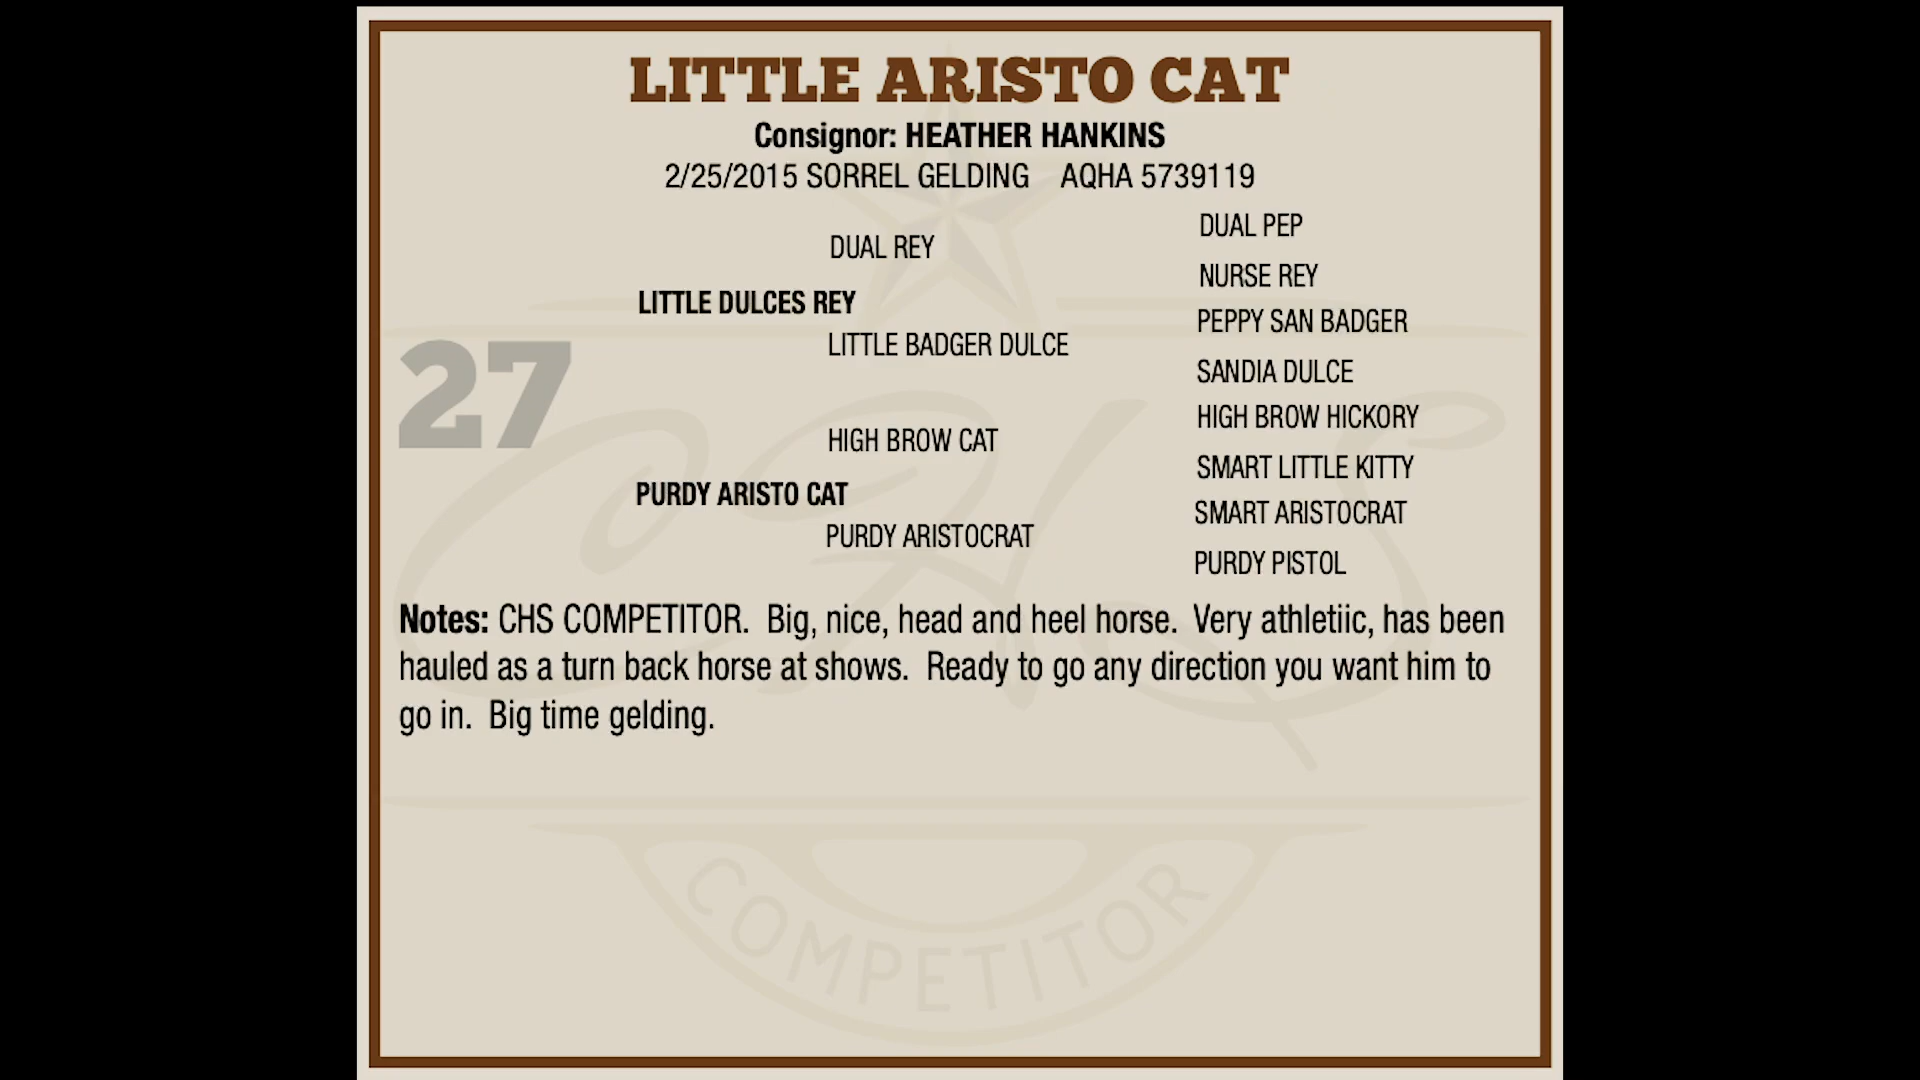 LITTLE ARISTO CAT
Consignor: HEATHER HANKINS
2/25/2015 SORREL GELDING AQHA 5739119
DUAL PEP
DUAL REY
NURSE REY
LITTLE DULCES REY
PEPPY SAN BADGER
LITTLE BADGER DULCE
SANDIA DULCE
27
HIGH BROW HICKORY
HIGH BROW CAT
SMART LITTLE KITTY
PURDY ARISTO CAT
SMART ARISTOCRAT
PURDY ARISTOCRAT
PURDY PISTOL
Notes: CHS COMPETITOR. Big, nice, head and heel horse. Very athletiic, has been
hauled as a turn back horse at shows. Ready to go any direction you want him to
go in. Big time gelding.
CHS
COMPETITOR